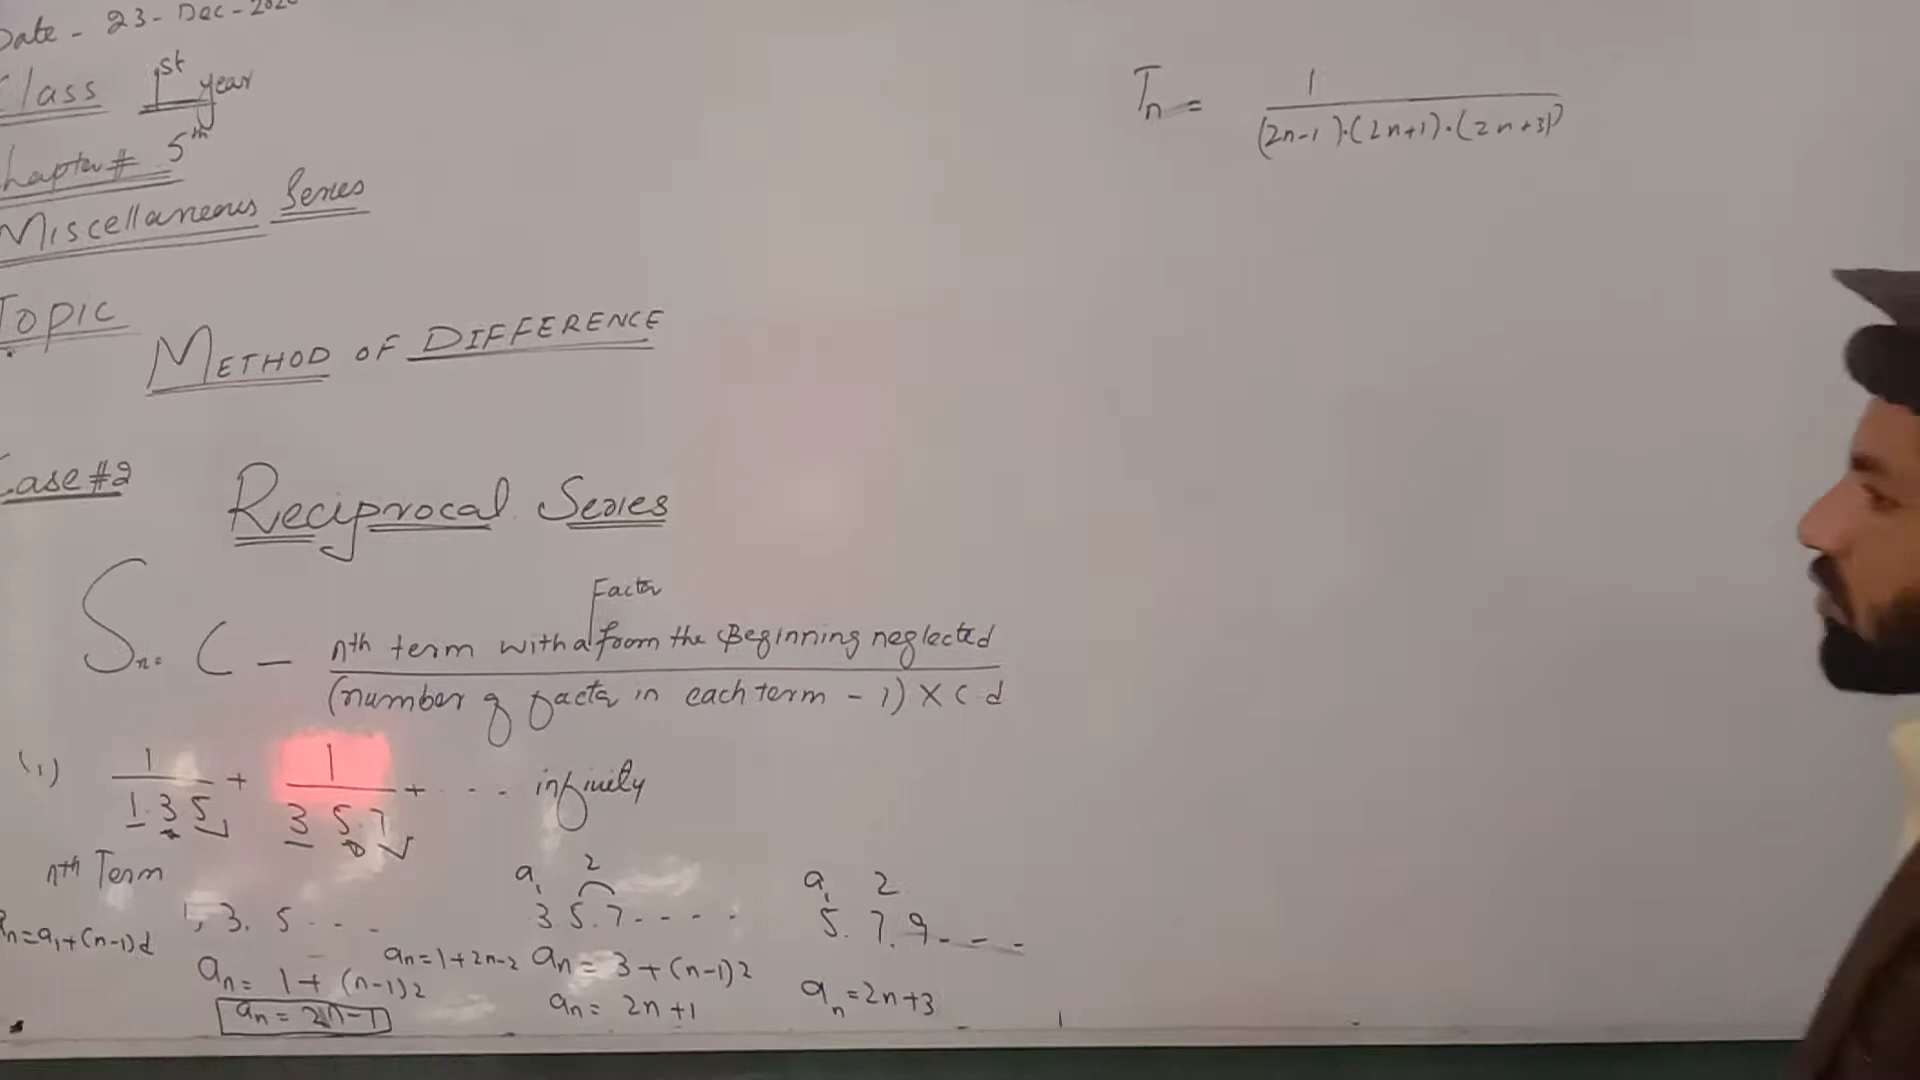 Date - 23 - Dec - 202
Class 1st year
Chapter # 5th
Miscellaneous Series
Topic
METHOD OF DIFFERENCE
Case #2 Reciprocal Series
Factor
Sn = C - nth term with a from the Beginning neglected
(number of factor in each term - 1) X c d
(1) 1/1.3.5 + 1/3.5.7 + . . . infinity
nth Term
a1 2
a1 2
1, 3, 5 - - -
3.5.7 - - - -
5.7.9 - - -
an = a1 + (n-1)d
an = 1 + (n-1)2
an = 1 + 2n - 2
an = 3 + (n-1)2
an = 2n-1
an = 2n+1
an = 2n+3
Tn = 1/(2n-1).(2n+1).(2n+3)